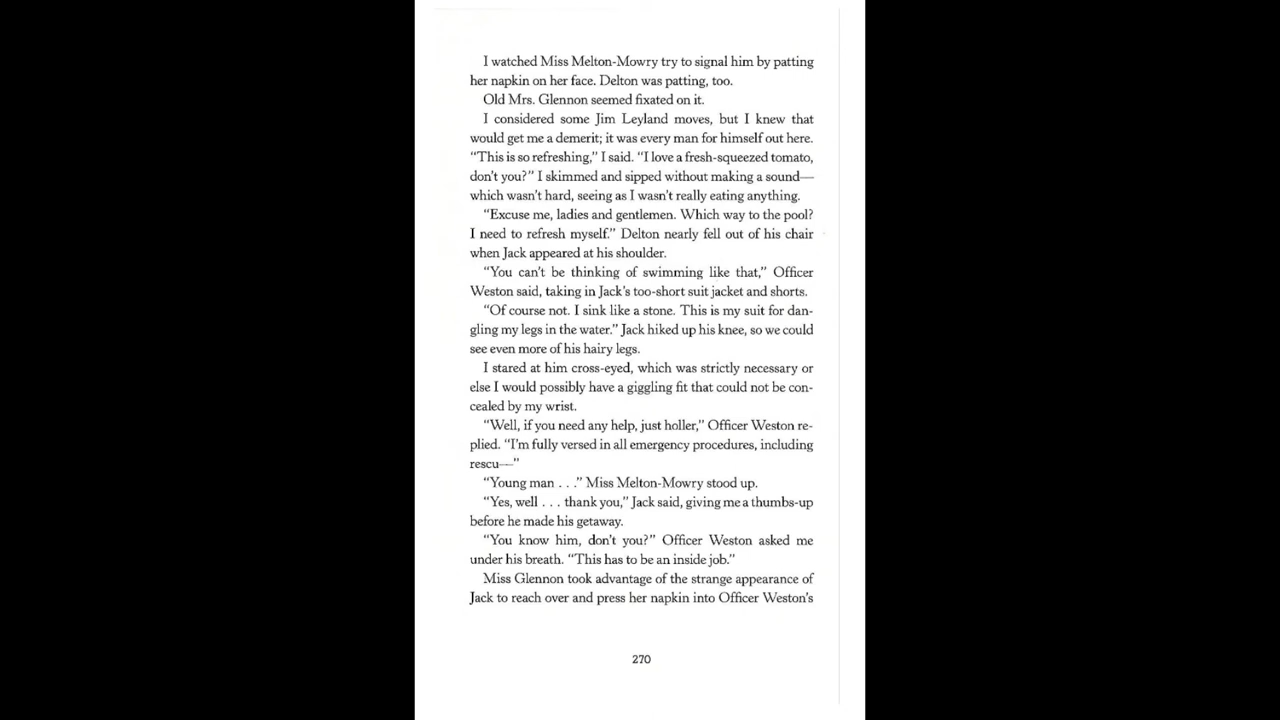 I watched Miss Melton-Mowry try to signal him by patting
her napkin on her face. Delton was patting, too.
Old Mrs. Glennon seemed fixated on it.
I considered some Jim Leyland moves, but I knew that
would get me a demerit; it was every man for himself out here.
“This is so refreshing,” I said. “I love a fresh-squeezed tomato,
don’t you?” I skimmed and sipped without making a sound—
which wasn’t hard, seeing as I wasn’t really eating anything.
“Excuse me, ladies and gentlemen. Which way to the pool?
I need to refresh myself.” Delton nearly fell out of his chair
when Jack appeared at his shoulder.
“You can’t be thinking of swimming like that,” Officer
Weston said, taking in Jack’s too-short suit jacket and shorts.
“Of course not. I sink like a stone. This is my suit for dan-
gling my legs in the water.” Jack hiked up his knee, so we could
see even more of his hairy legs.
I stared at him cross-eyed, which was strictly necessary or
else I would possibly have a giggling fit that could not be con-
cealed by my wrist.
“Well, if you need any help, just holler,” Officer Weston re-
plied. “I’m fully versed in all emergency procedures, including
rescu—”
“Young man . . .” Miss Melton-Mowry stood up.
“Yes, well . . . thank you,” Jack said, giving me a thumbs-up
before he made his getaway.
“You know him, don’t you?” Officer Weston asked me
under his breath. “This has to be an inside job.”
Miss Glennon took advantage of the strange appearance of
Jack to reach over and press her napkin into Officer Weston’s
270